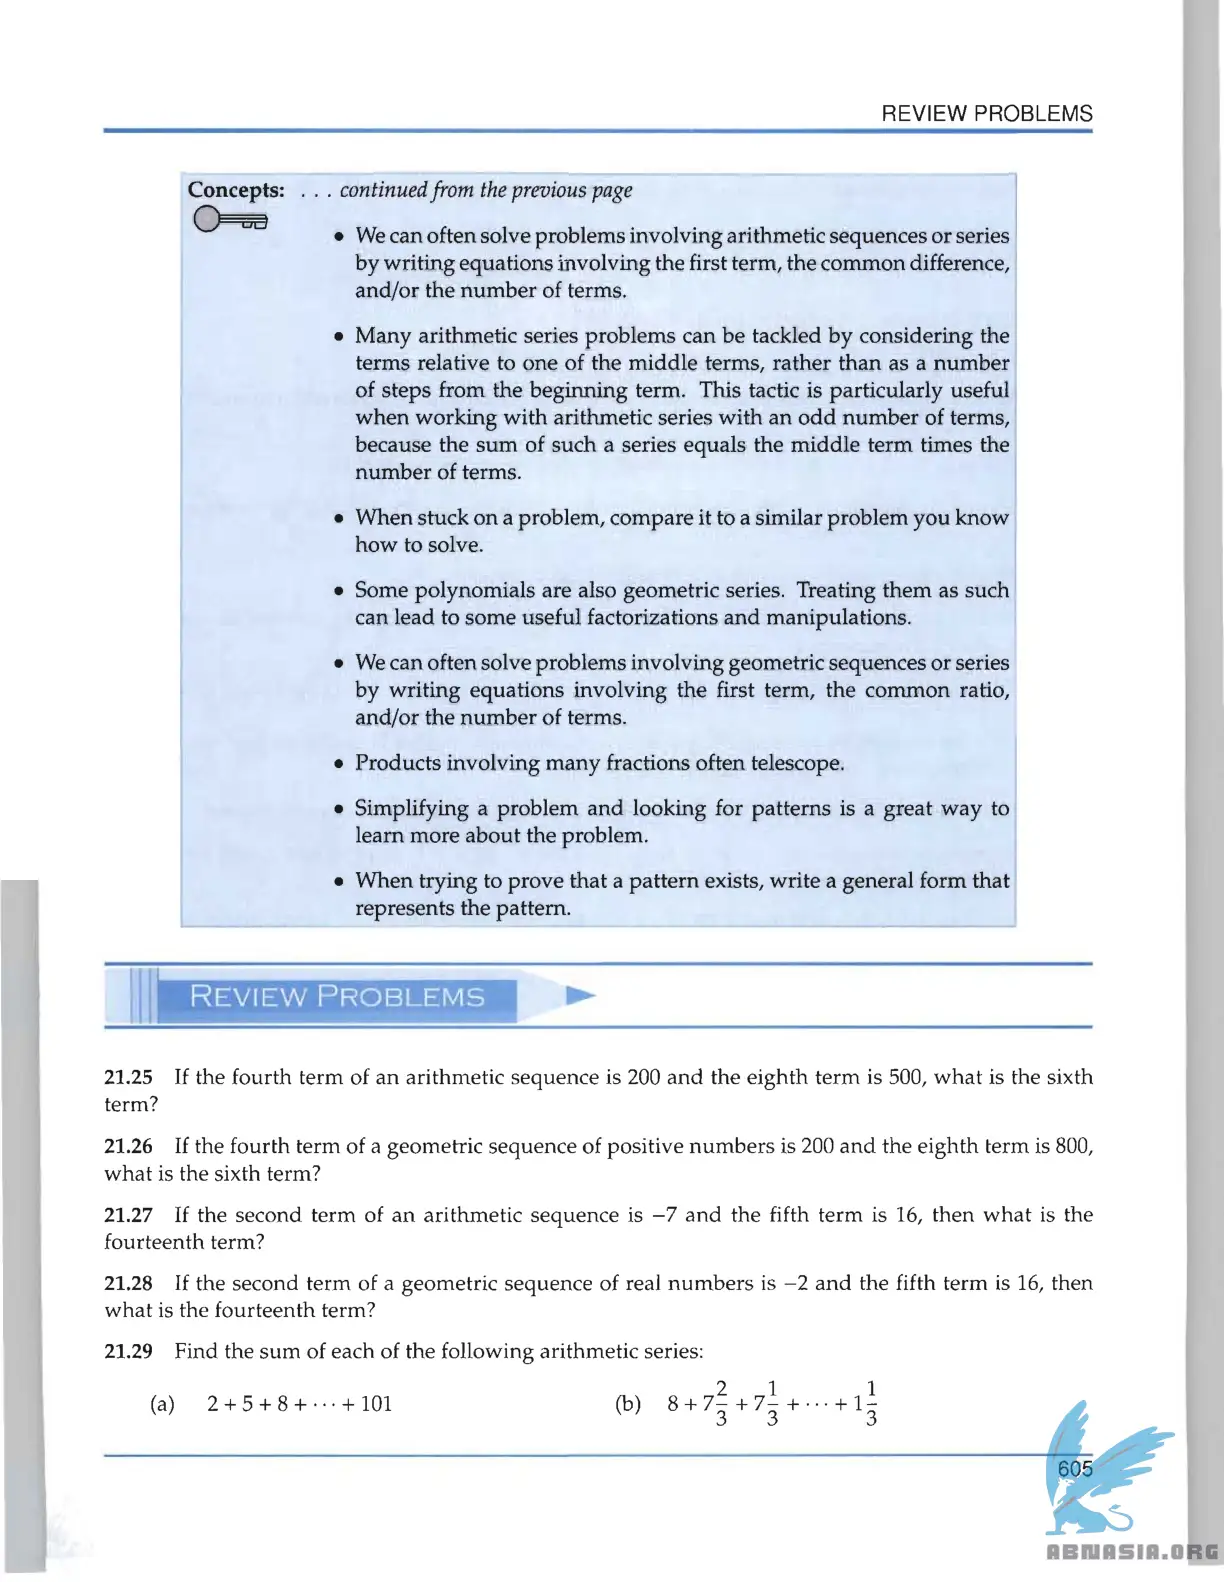 REVIEW PROBLEMS
Concepts: . . . continued from the previous page
• We can often solve problems involving arithmetic sequences or series
by writing equations involving the first term, the common difference,
and/or the number of terms.
• Many arithmetic series problems can be tackled by considering the
terms relative to one of the middle terms, rather than as a number
of steps from the beginning term. This tactic is particularly useful
when working with arithmetic series with an odd number of terms,
because the sum of such a series equals the middle term times the
number of terms.
• When stuck on a problem, compare it to a similar problem you know
how to solve.
• Some polynomials are also geometric series. Treating them as such
can lead to some useful factorizations and manipulations.
• We can often solve problems involving geometric sequences or series
by writing equations involving the first term, the common ratio,
and/or the number of terms.
• Products involving many fractions often telescope.
• Simplifying a problem and looking for patterns is a great way to
learn more about the problem.
• When trying to prove that a pattern exists, write a general form that
represents the pattern.
REVIEW PROBLEMS
21.25 If the fourth term of an arithmetic sequence is 200 and the eighth term is 500, what is the sixth
term?
21.26 If the fourth term of a geometric sequence of positive numbers is 200 and the eighth term is 800,
what is the sixth term?
21.27 If the second term of an arithmetic sequence is −7 and the fifth term is 16, then what is the
fourteenth term?
21.28 If the second term of a geometric sequence of real numbers is −2 and the fifth term is 16, then
what is the fourteenth term?
21.29 Find the sum of each of the following arithmetic series:
(a) 2 + 5 + 8 + ··· + 101 (b) 8 + 7 2/3 + 7 1/3 + ··· + 1 1/3
605
ABNASIA.ORG